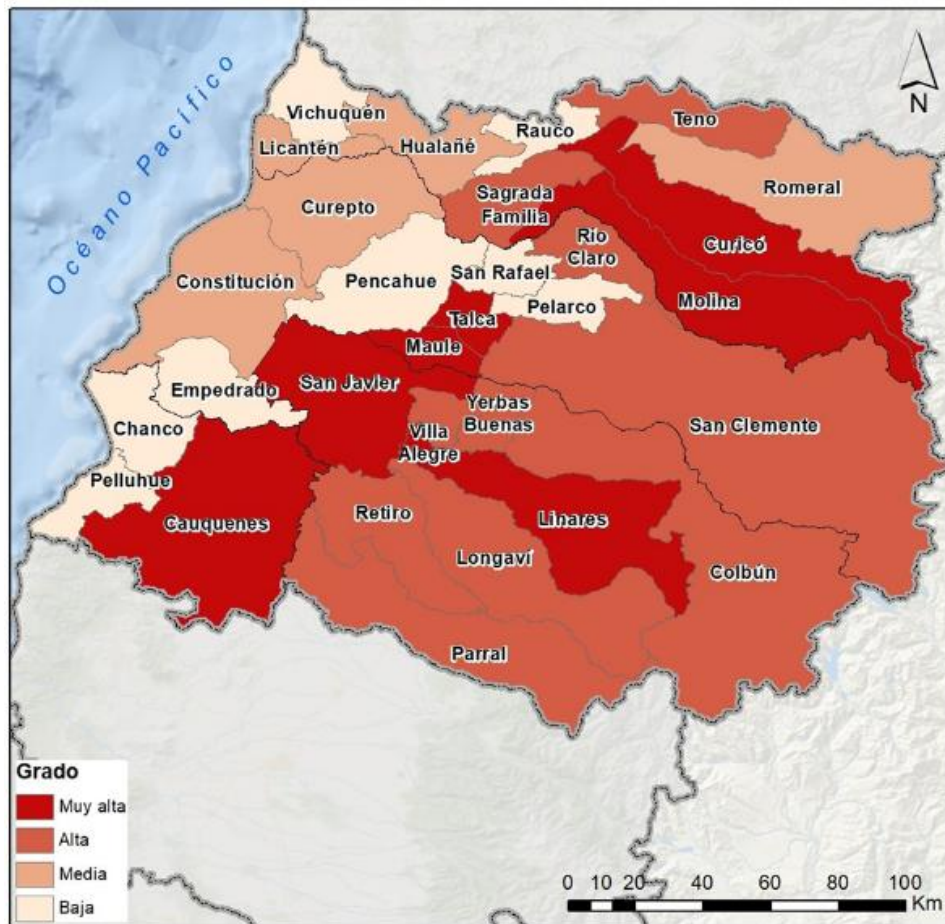 Océano Pacífico
N
Vichuquén
Licantén
Hualañé
Rauco
Teno
Romeral
Curepto
Sagrada
Familia
Río
Claro
Curicó
Constitución
Pencahue
San Rafael
Pelarco
Molina
Talca
Maule
Empedrado
San Javier
Yerbas
Buenas
San Clemente
Chanco
Villa
Alegre
Pelluhue
Cauquenes
Retiro
Linares
Longaví
Colbún
Parral
Grado
Muy alta
Alta
Media
Baja
0 10 20 40 60 80 100
Km